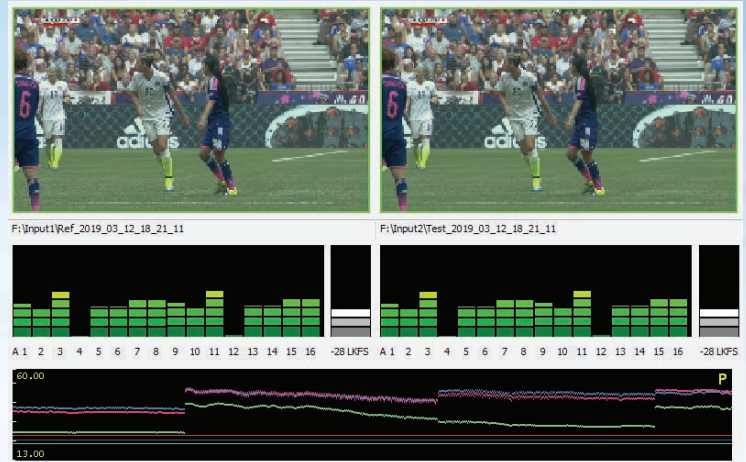 6
adidas
6
adidas
F:\Input1\Ref_2019_03_12_18_21_11
F:\Input2\Test_2019_03_12_18_21_11
A 1 2 3 4 5 6 7 8 9 10 11 12 13 14 15 16 -28 LKFS
A 1 2 3 4 5 6 7 8 9 10 11 12 13 14 15 16 -28 LKFS
60.00
P
13.00